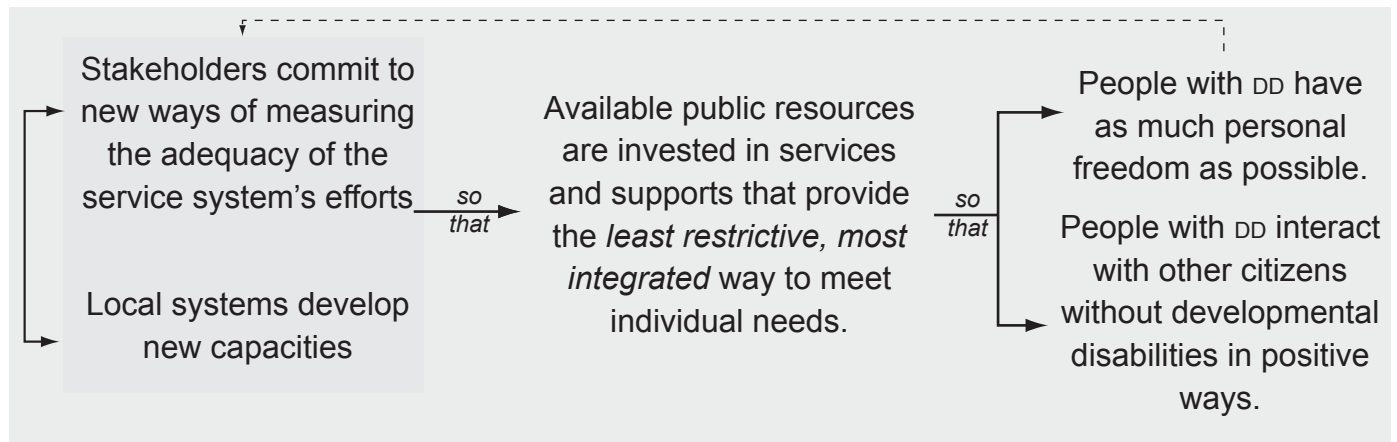 Stakeholders commit to
new ways of measuring
the adequacy of the
service system’s efforts
Local systems develop
new capacities
so
that
Available public resources
are invested in services
and supports that provide
the least restrictive, most
integrated way to meet
individual needs.
so
that
People with DD have
as much personal
freedom as possible.
People with DD interact
with other citizens
without developmental
disabilities in positive
ways.